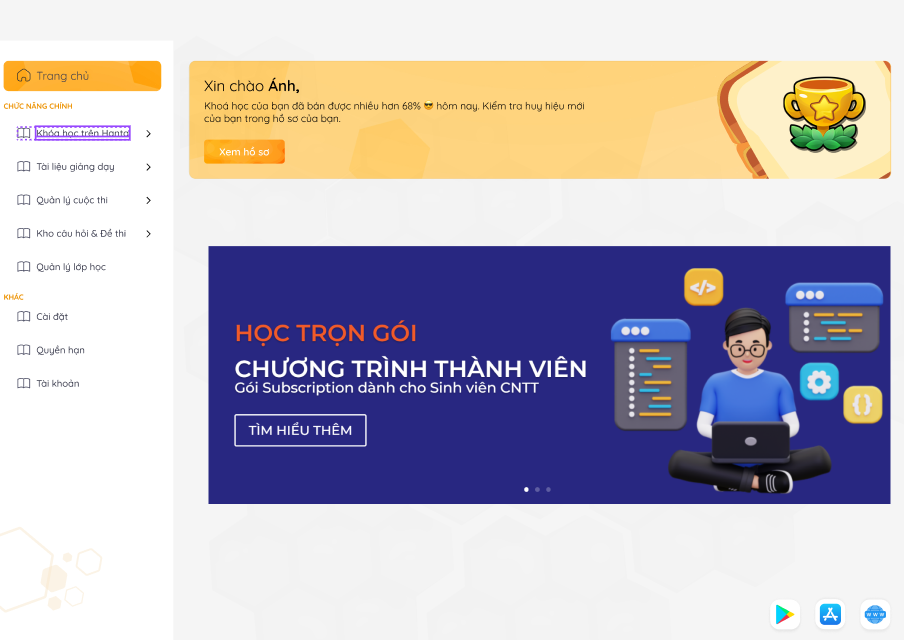 Trang chủ
CHỨC NĂNG CHÍNH
Khóa học trên Hanta
Tài liệu giảng dạy
Quản lý cuộc thi
Kho câu hỏi & Đề thi
Quản lý lớp học
KHÁC
Cài đặt
Quyền hạn
Tài khoản
Xin chào Ánh,
Khoá học của bạn đã bán được nhiều hơn 68% 😎 hôm nay. Kiểm tra huy hiệu mới
của bạn trong hồ sơ của bạn.
Xem hồ sơ
HỌC TRỌN GÓI
CHƯƠNG TRÌNH THÀNH VIÊN
Gói Subscription dành cho Sinh viên CNTT
TÌM HIỂU THÊM
</>
{}
WWW